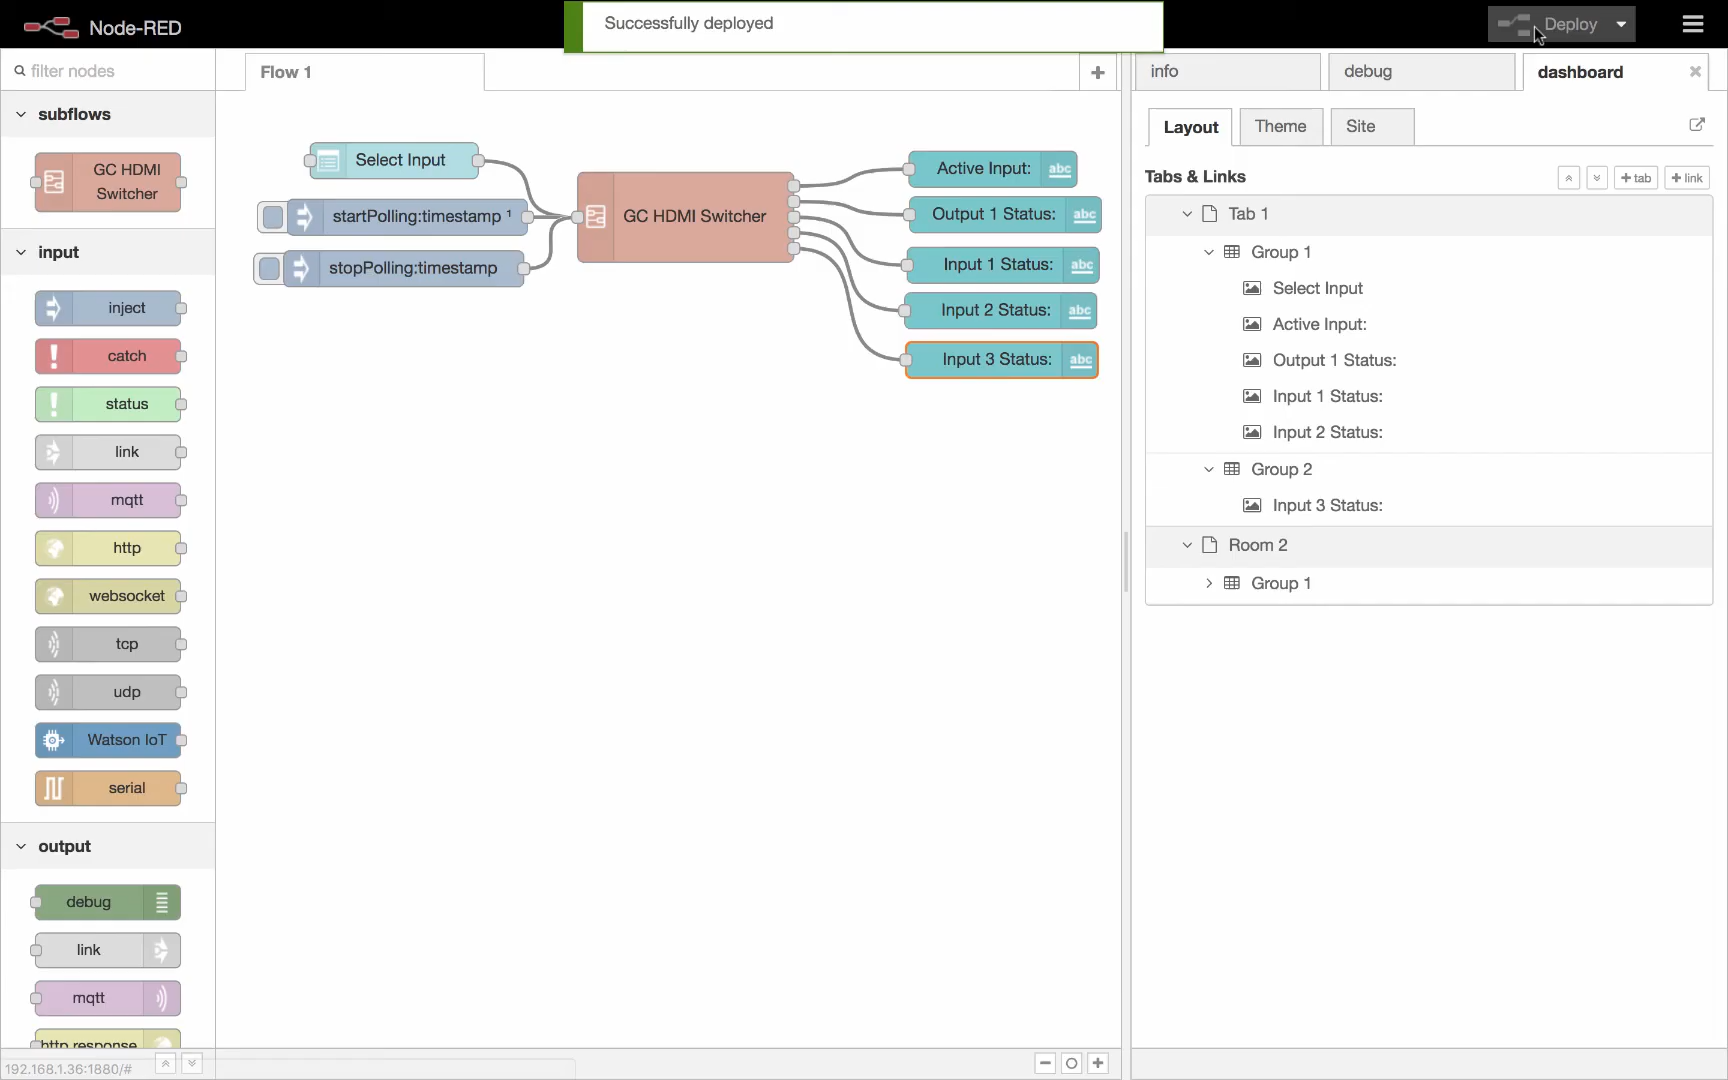 Node-RED
Successfully deployed
Deploy
filter nodes
subflows
GC HDMI
Switcher
input
inject
catch
status
link
mqtt
http
websocket
tcp
udp
Watson IoT
serial
output
debug
link
mqtt
http response
192.168.1.36:1880/#
Flow 1
Select Input
startPolling:timestamp ¹
stopPolling:timestamp
GC HDMI Switcher
Active Input:
abc
Output 1 Status:
abc
Input 1 Status:
abc
Input 2 Status:
abc
Input 3 Status:
abc
info
debug
dashboard
Layout
Theme
Site
Tabs & Links
+ tab
+ link
Tab 1
Group 1
Select Input
Active Input:
Output 1 Status:
Input 1 Status:
Input 2 Status:
Group 2
Input 3 Status:
Room 2
Group 1